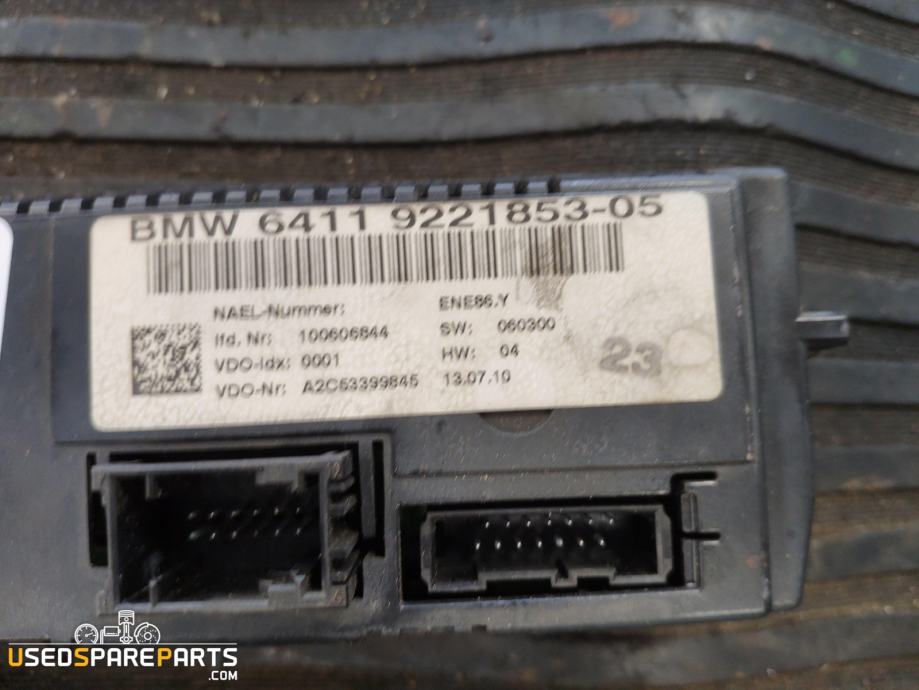 BMW 6411 9221853-05
NAEL-Nummer: ENE86.Y
lfd. Nr: 100606844 SW: 060300
VDO-Idx: 0001 HW: 04
VDO-Nr: A2C53399845 13.07.10
23
USEDSPAREPARTS
.COM